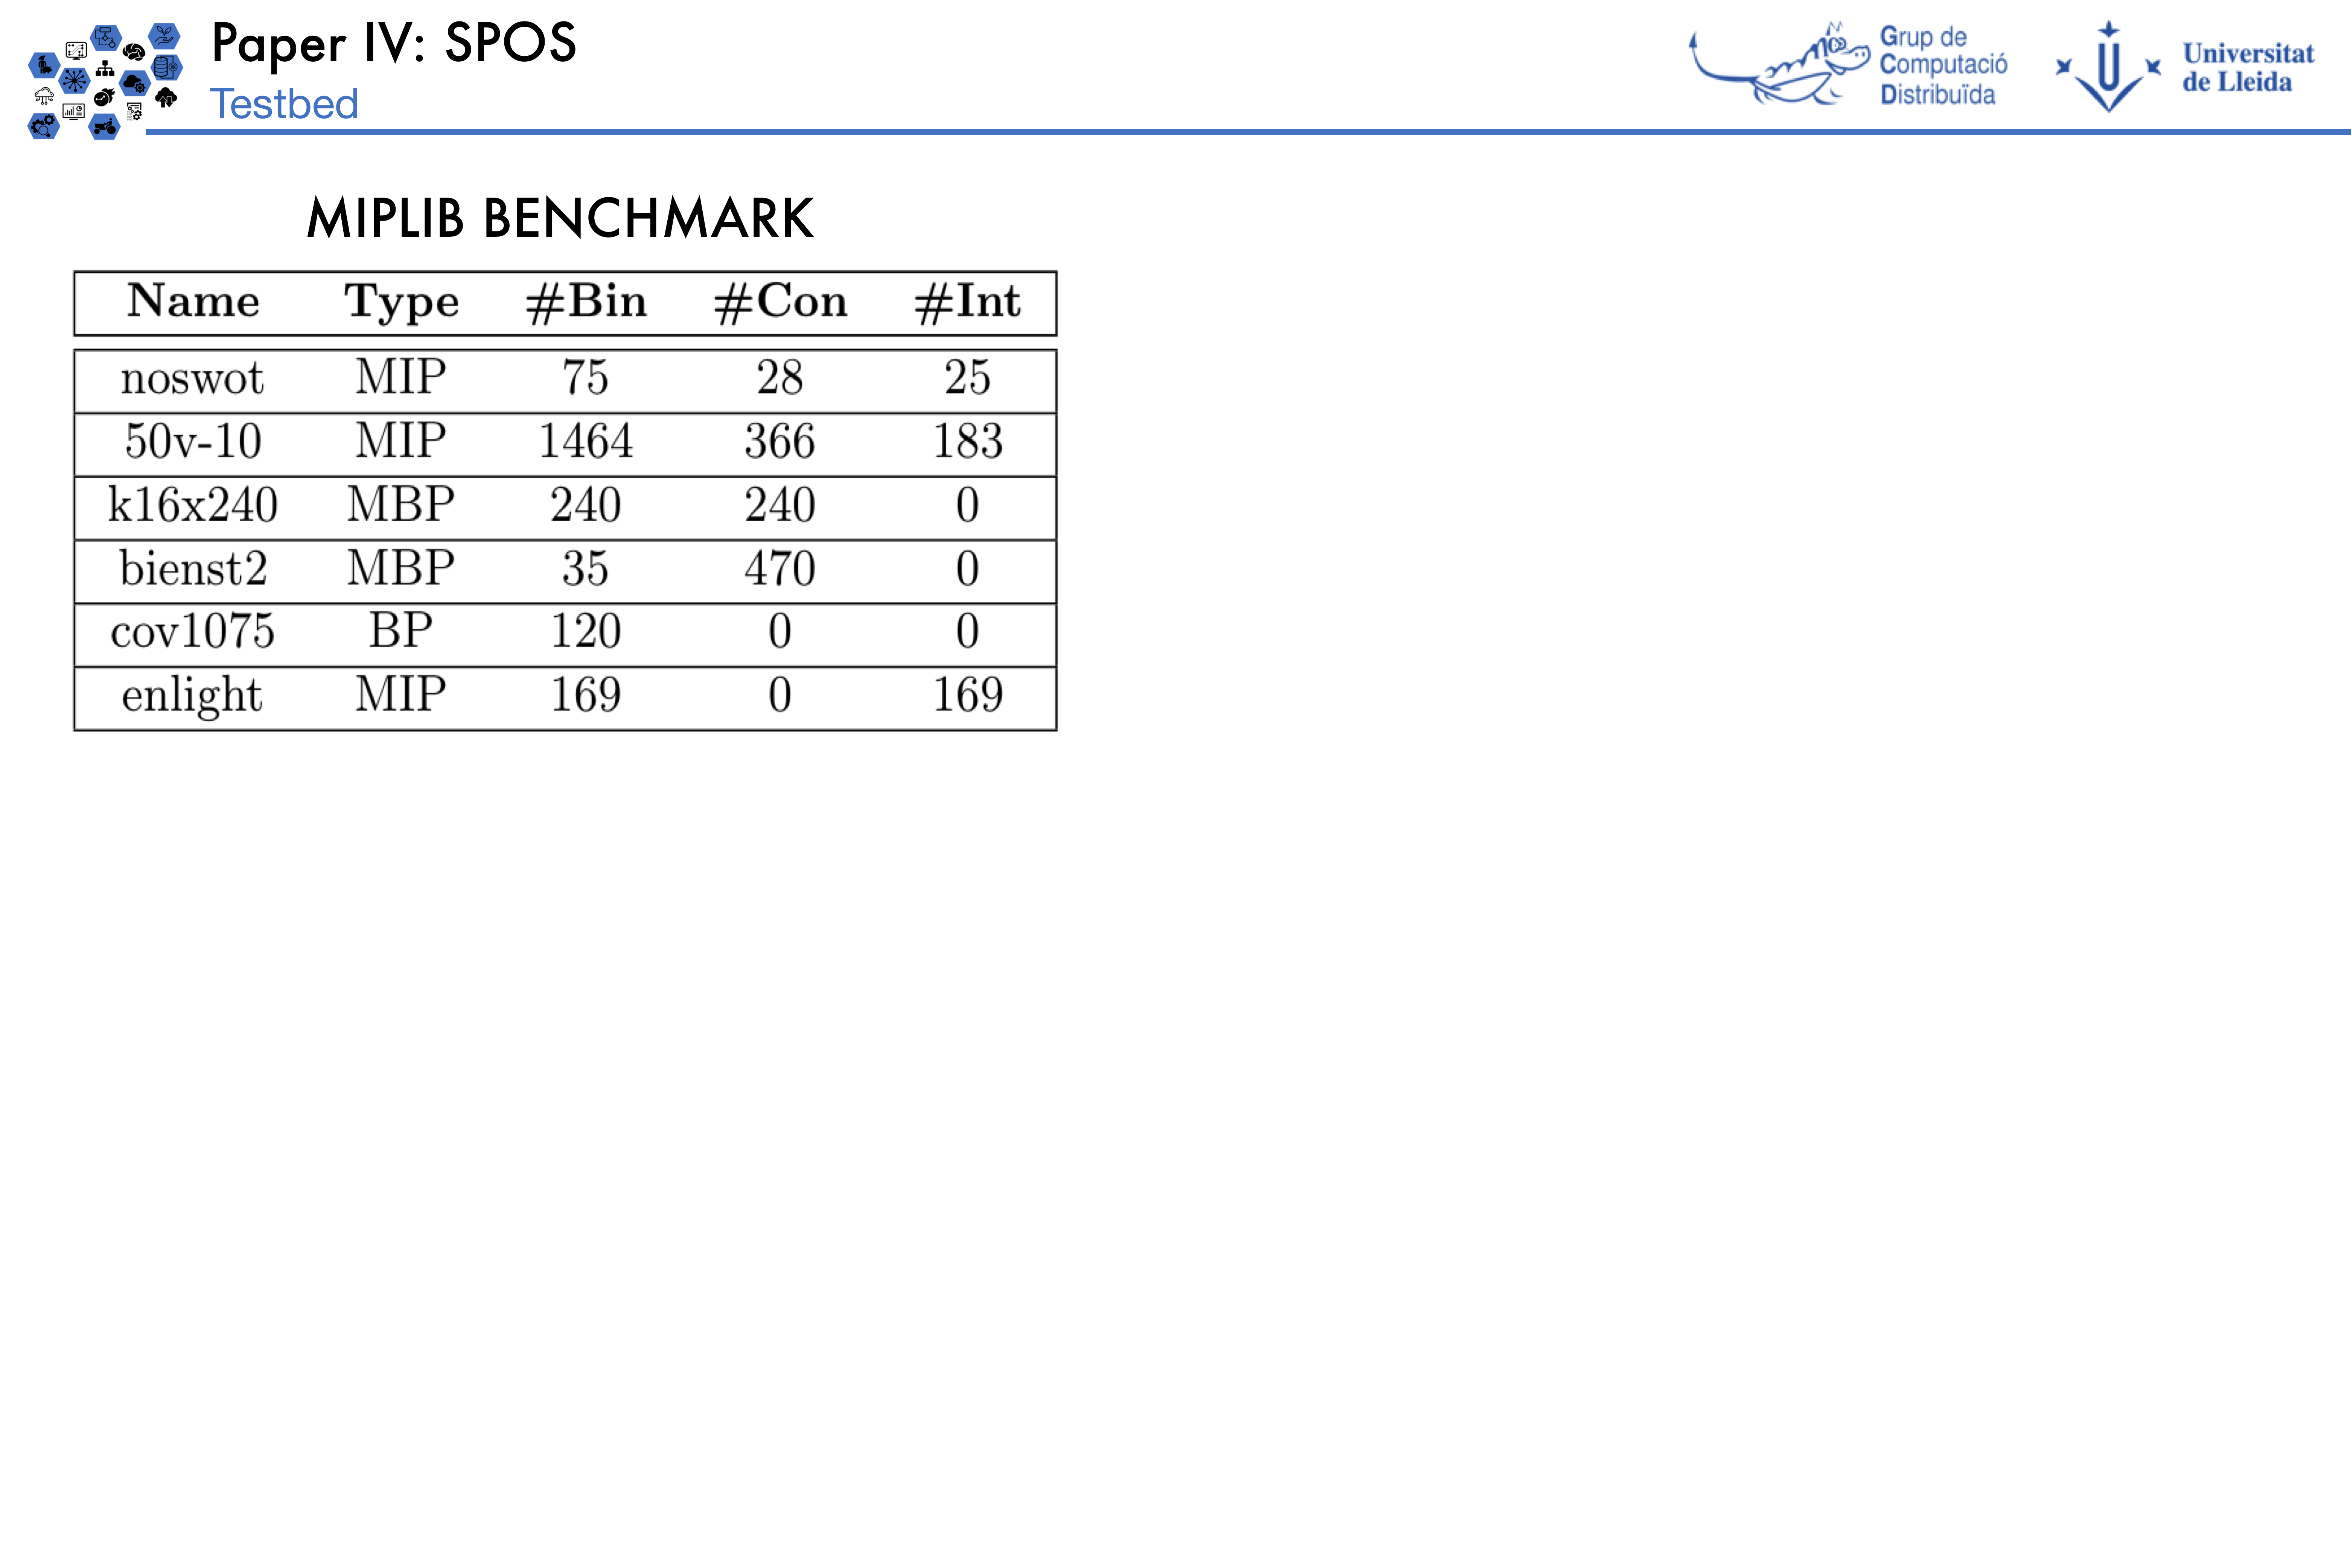 Paper IV: SPOS
Testbed
Grup de
Computació
Distribuïda
Universitat
de Lleida
MIPLIB BENCHMARK
Name Type #Bin #Con #Int
noswot MIP 75 28 25
50v-10 MIP 1464 366 183
k16x240 MBP 240 240 0
bienst2 MBP 35 470 0
cov1075 BP 120 0 0
enlight MIP 169 0 169